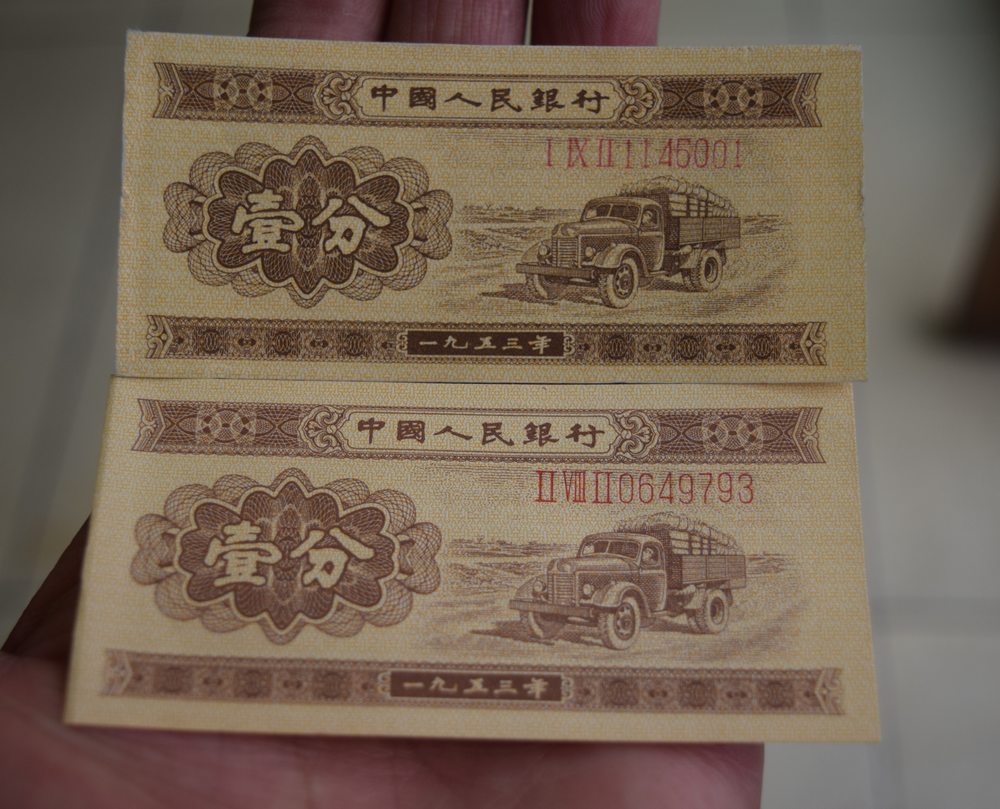 中國人民銀行
I IX II 1146001
壹分
一九五三年
中國人民銀行
II VIII II 0649793
壹分
一九五三年